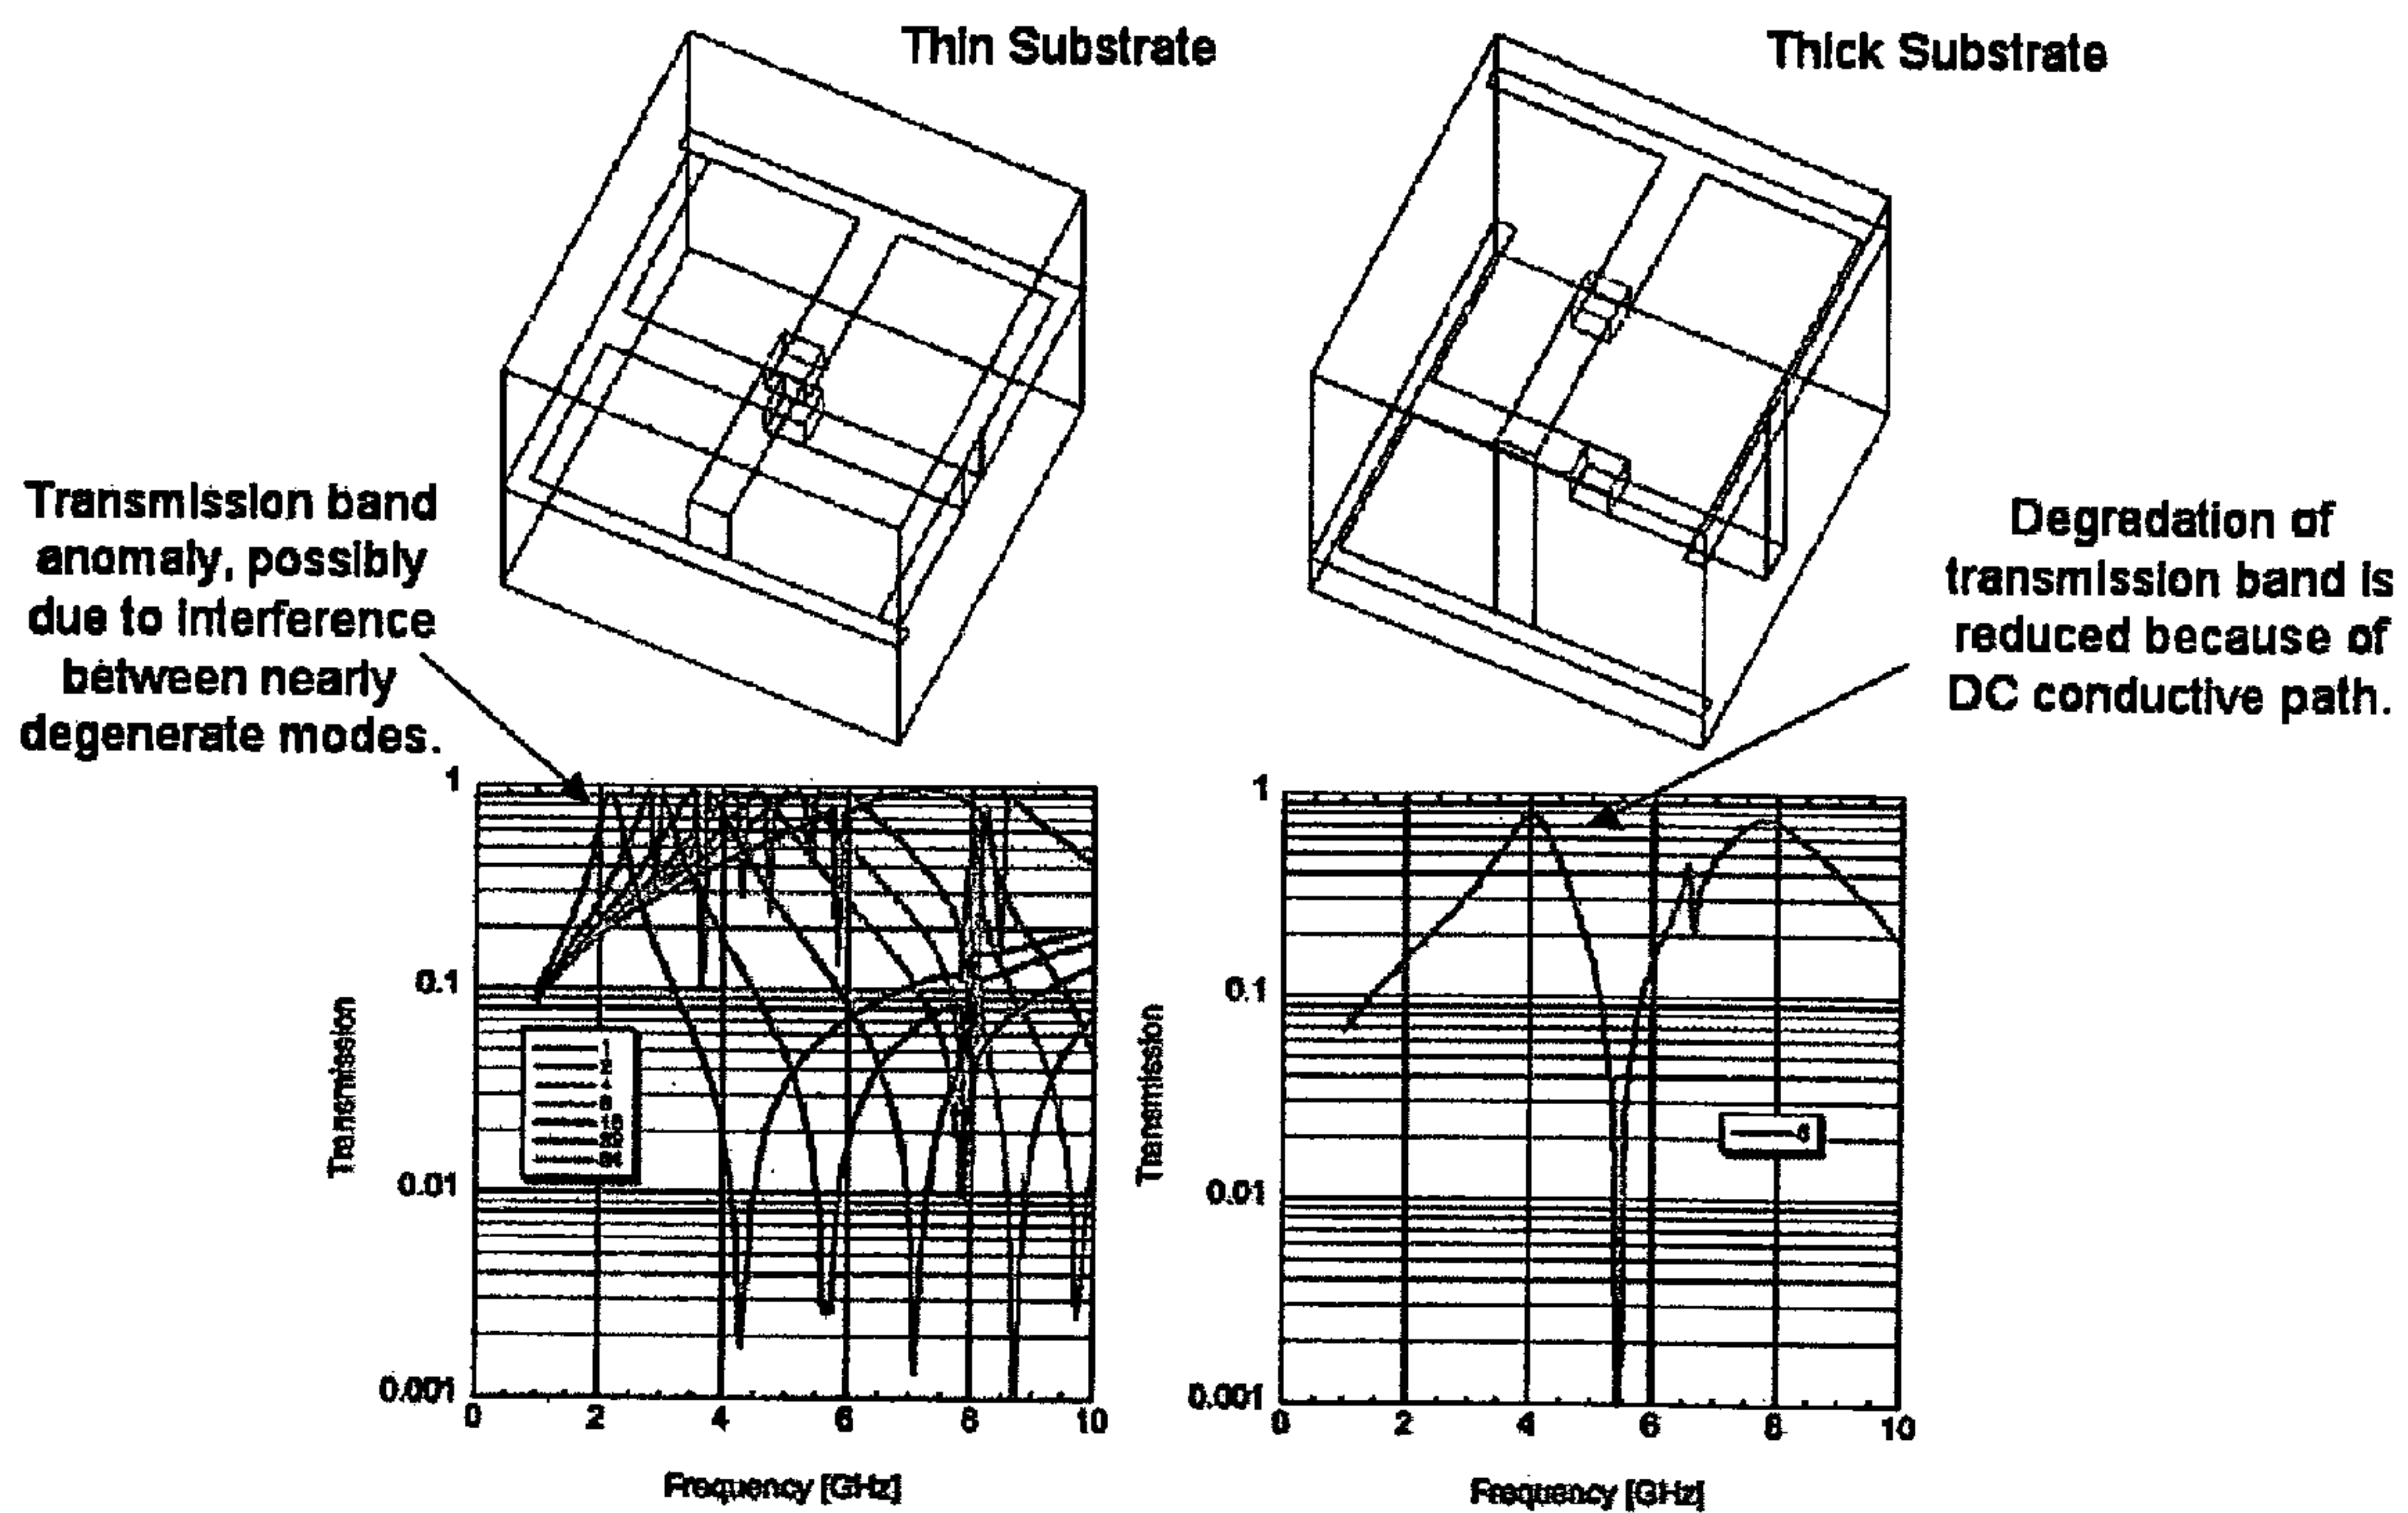 Thin Substrate
Thick Substrate
Transmission band
anomaly, possibly
due to interference
between nearly
degenerate modes.
Degradation of
transmission band is
reduced because of
DC conductive path.
1
0.1
0.01
0.001
0
2
4
6
8
10
Transmission
Frequency [GHz]
1
0.1
0.01
0.001
0
2
4
6
8
10
Transmission
Frequency [GHz]